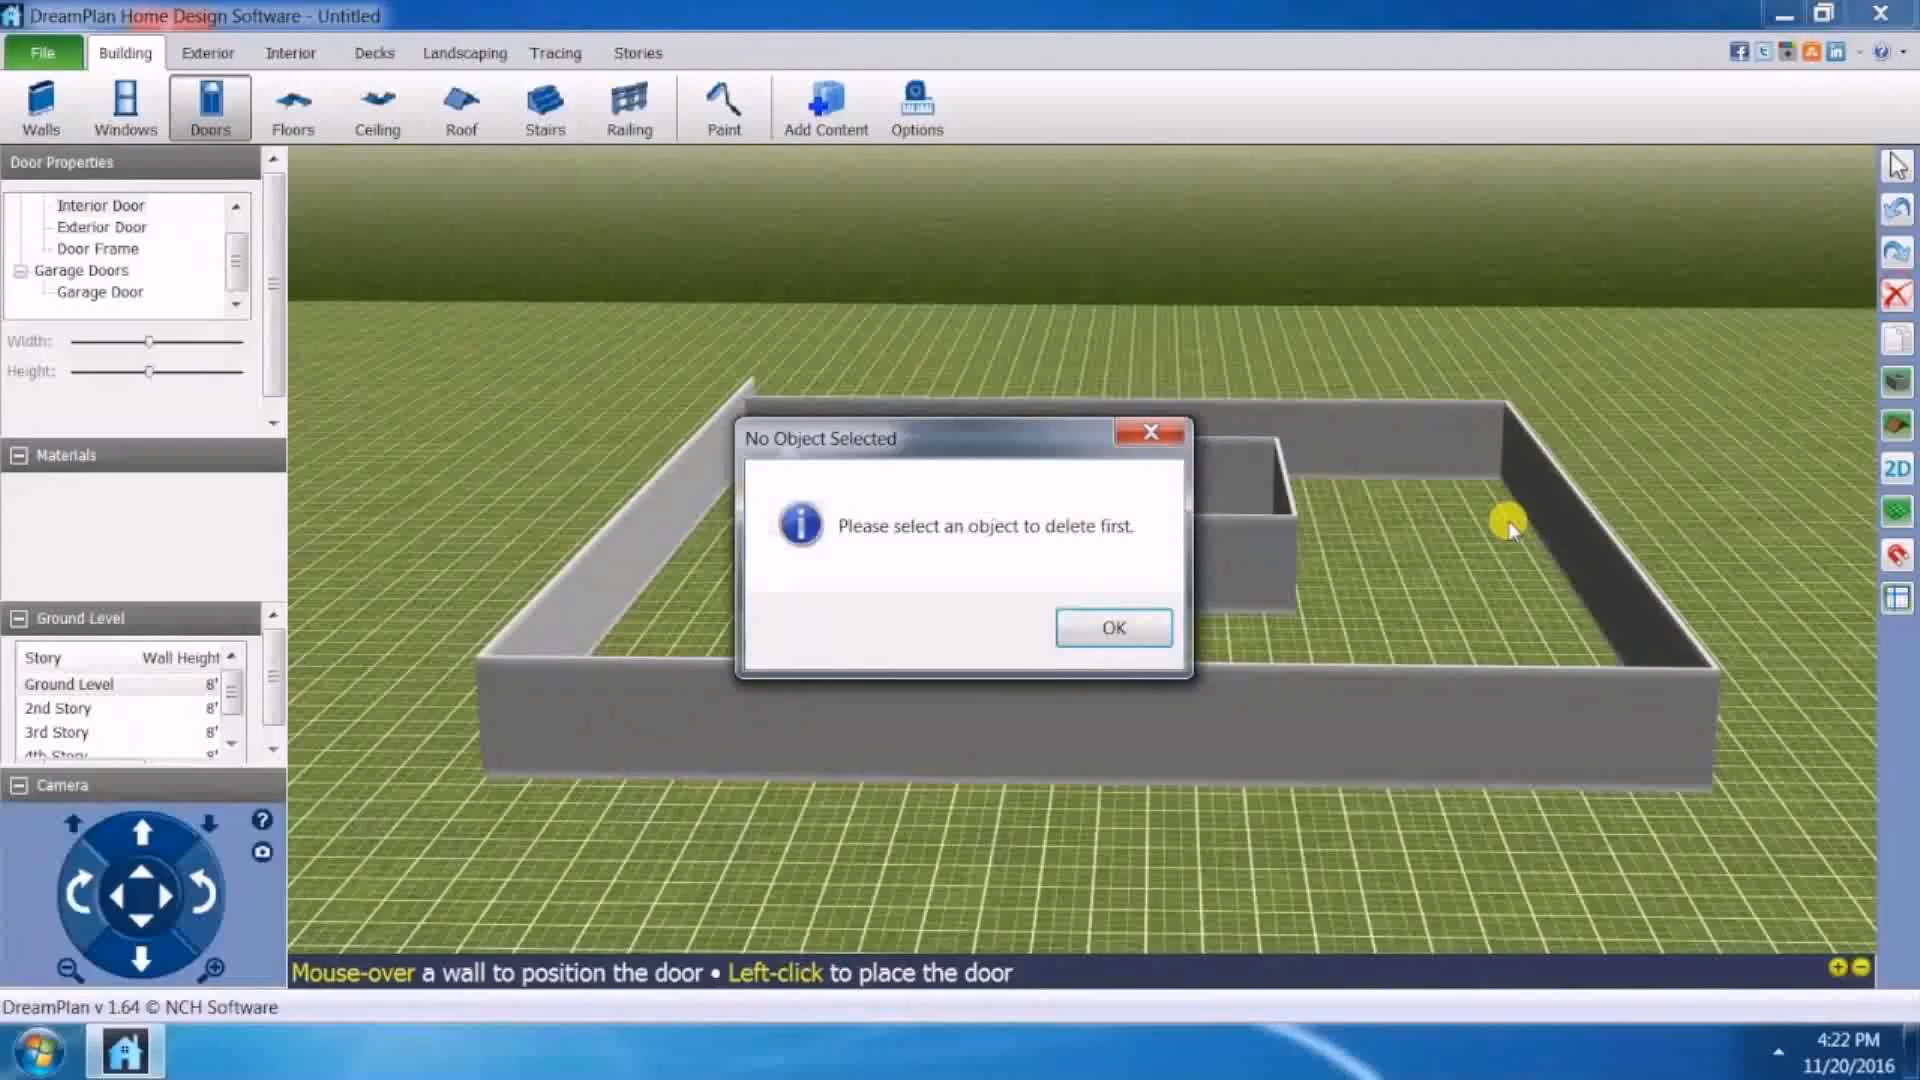 DreamPlan Home Design Software - Untitled
File Building Exterior Interior Decks Landscaping Tracing Stories
Walls Windows Doors Floors Ceiling Roof Stairs Railing Paint Add Content Options
Door Properties
Interior Door
Exterior Door
Door Frame
Garage Doors
Garage Door
Width:
Height:
Materials
Ground Level
Story Wall Height
Ground Level 8'
2nd Story 8'
3rd Story 8'
4th Story 8'
Camera
No Object Selected
Please select an object to delete first.
OK
2D
Mouse-over a wall to position the door • Left-click to place the door
DreamPlan v 1.64 © NCH Software
4:22 PM
11/20/2016